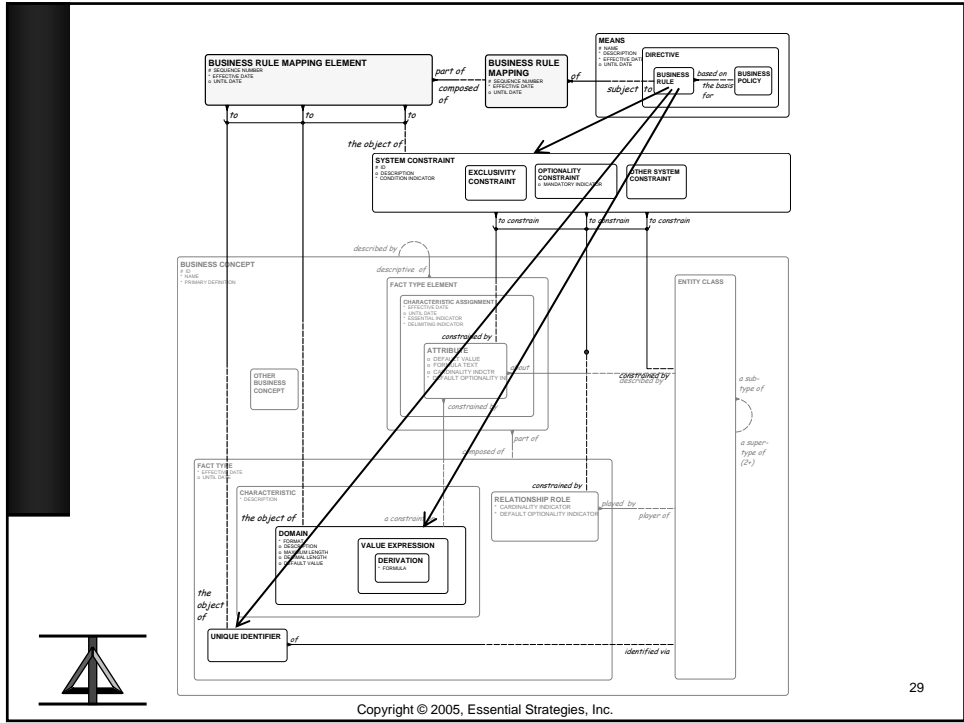 MEANS
# NAME
* DESCRIPTION
* EFFECTIVE DATE
o UNTIL DATE
DIRECTIVE
BUSINESS
RULE
based on
the basis
for
BUSINESS
POLICY
BUSINESS RULE MAPPING ELEMENT
# SEQUENCE NUMBER
* EFFECTIVE DATE
o UNTIL DATE
part of
composed
of
BUSINESS RULE
MAPPING
# SEQUENCE NUMBER
* EFFECTIVE DATE
o UNTIL DATE
of
subject to
to
to
to
the object of
SYSTEM CONSTRAINT
# ID
o DESCRIPTION
* CONDITION INDICATOR
EXCLUSIVITY
CONSTRAINT
OPTIONALITY
CONSTRAINT
o MANDATORY INDICATOR
OTHER SYSTEM
CONSTRAINT
to constrain
to constrain
to constrain
described by
descriptive of
BUSINESS CONCEPT
# ID
* NAME
* PRIMARY DEFINITION
FACT TYPE ELEMENT
ENTITY CLASS
CHARACTERISTIC ASSIGNMENT
* EFFECTIVE DATE
o UNTIL DATE
* ESSENTIAL INDICATOR
* DELIMITING INDICATOR
constrained by
ATTRIBUTE
o DEFAULT VALUE
o FORMULA TEXT
o CARDINALITY INDCTR
* DEFAULT OPTIONALITY IN
about
constrained by
described by
OTHER
BUSINESS
CONCEPT
a sub-
type of
a super-
type of
(2+)
constrained by
part of
composed of
FACT TYPE
* EFFECTIVE DATE
o UNTIL DATE
CHARACTERISTIC
* DESCRIPTION
constrained by
RELATIONSHIP ROLE
* CARDINALITY INDICATOR
* DEFAULT OPTIONALITY INDICATOR
played by
player of
the object of
a constraint
DOMAIN
* FORMAT
o DESCRIPTION
o MAXIMUM LENGTH
o DECIMAL LENGTH
o DEFAULT VALUE
VALUE EXPRESSION
DERIVATION
* FORMULA
the
object
of
UNIQUE IDENTIFIER
of
identified via
29
Copyright © 2005, Essential Strategies, Inc.